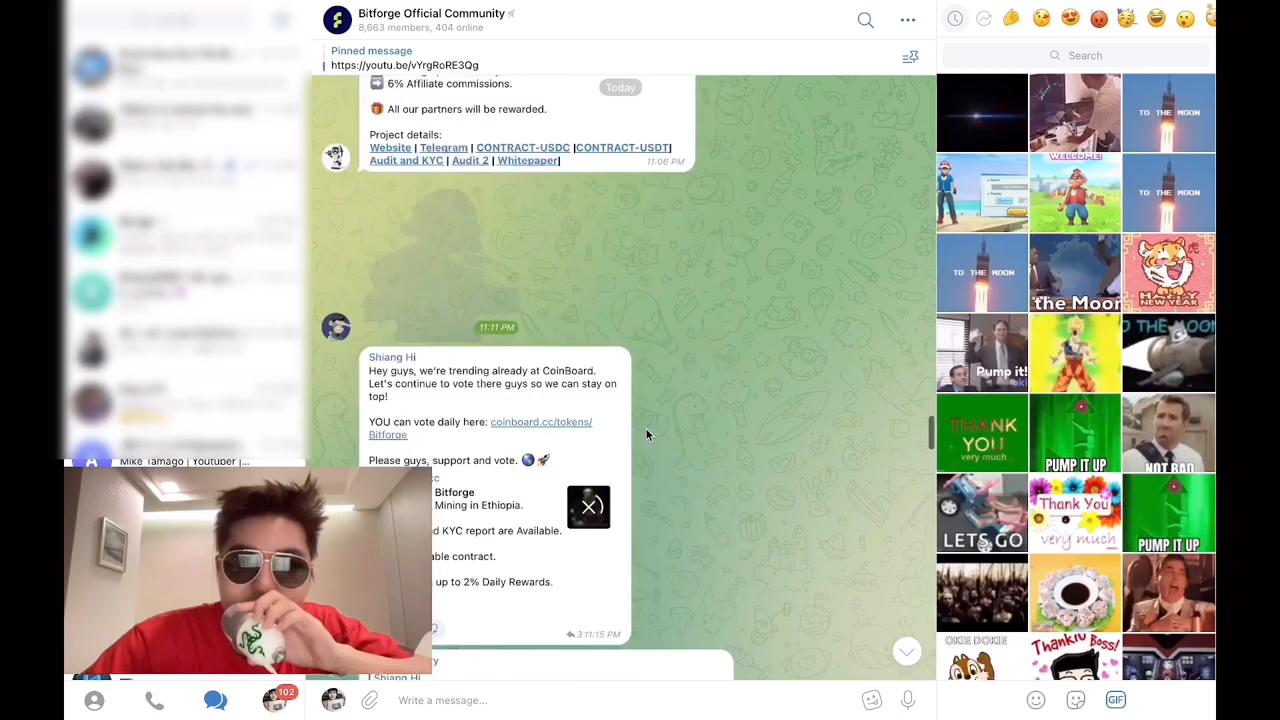 Bitforge Official Community
8,663 members, 404 online
Pinned message
https://youtu.be/vYrgRoRE3Qg
6% Affiliate commissions.
Today
All our partners will be rewarded.
Project details:
Website | Telegram | CONTRACT-USDC |CONTRACT-USDT|
Audit and KYC | Audit 2 | Whitepaper|
11:06 PM
11:11 PM
Shiang Hi
Hey guys, we're trending already at CoinBoard.
Let's continue to vote there guys so we can stay on
top!
YOU can vote daily here: coinboard.cc/tokens/
Bitforge
Please guys, support and vote.
Bitforge
Mining in Ethiopia.
KYC report are Available.
contract.
up to 2% Daily Rewards.
3 11:15 PM
Shiang Hi
Mike Tamago | Youtuber |...
102
Write a message...
Search
TO THE MOON
WELCOME!
TO THE MOON
TO THE MOON
the Moon
HAPPY
NEW YEAR
Pump it!
TO THE MOON
THANK
YOU
very much
PUMP IT UP
NOT BAD
LETS GO
Thank You
very much
PUMP IT UP
OKIE DOKIE
Thank U Boss!
GIF